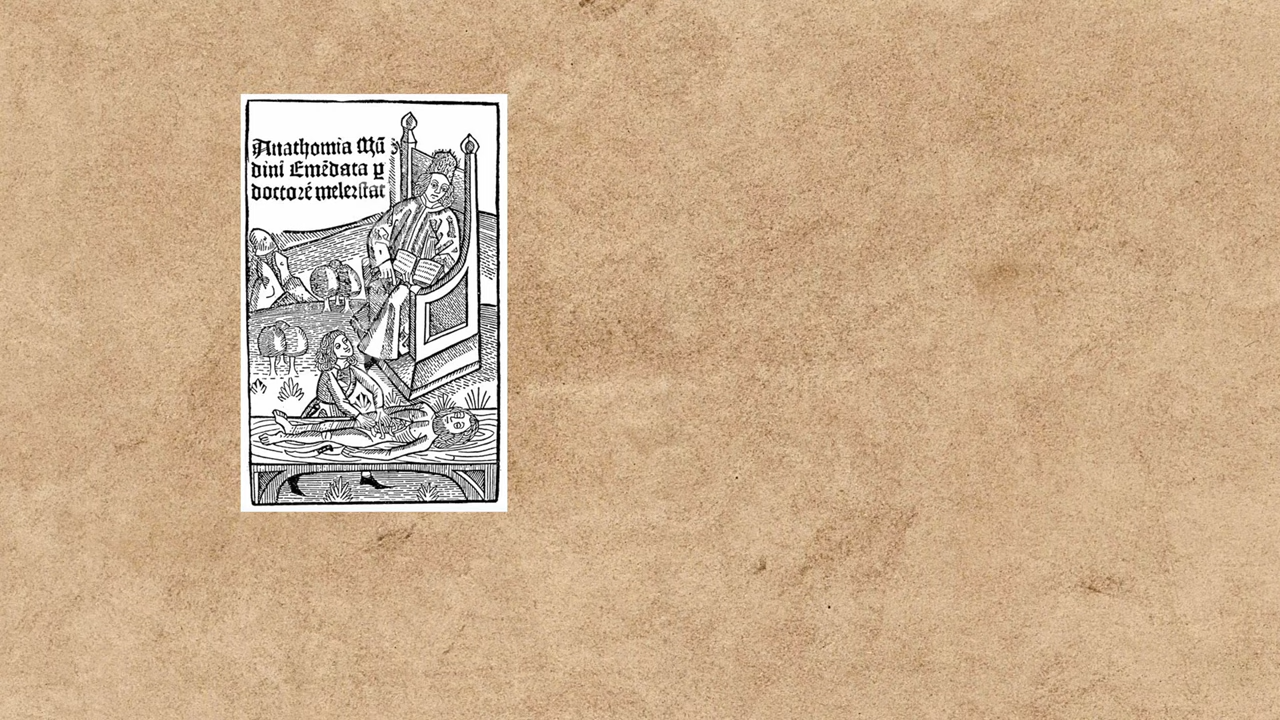 Anathomia Mũ
dini Emẽdata ꝑ
doctorẽ melerstat